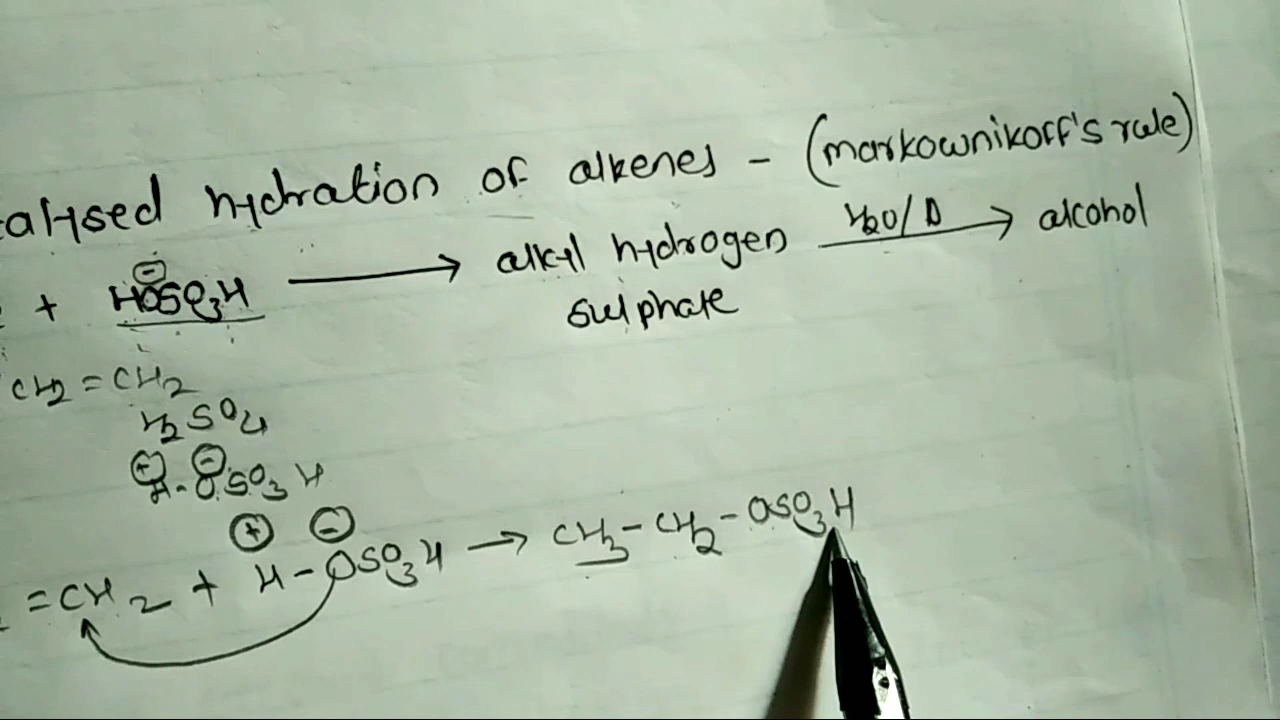 alysed hydration of alkenes - (markownikoff's rule)
+ HOSO3H ⟶ alkyl hydrogen sulphate H2O/Δ ⟶ alcohol
CH2 = CH2
H2SO4
H - OSO3H
= CH2 + H - OSO3H → CH3 - CH2 - OSO3H